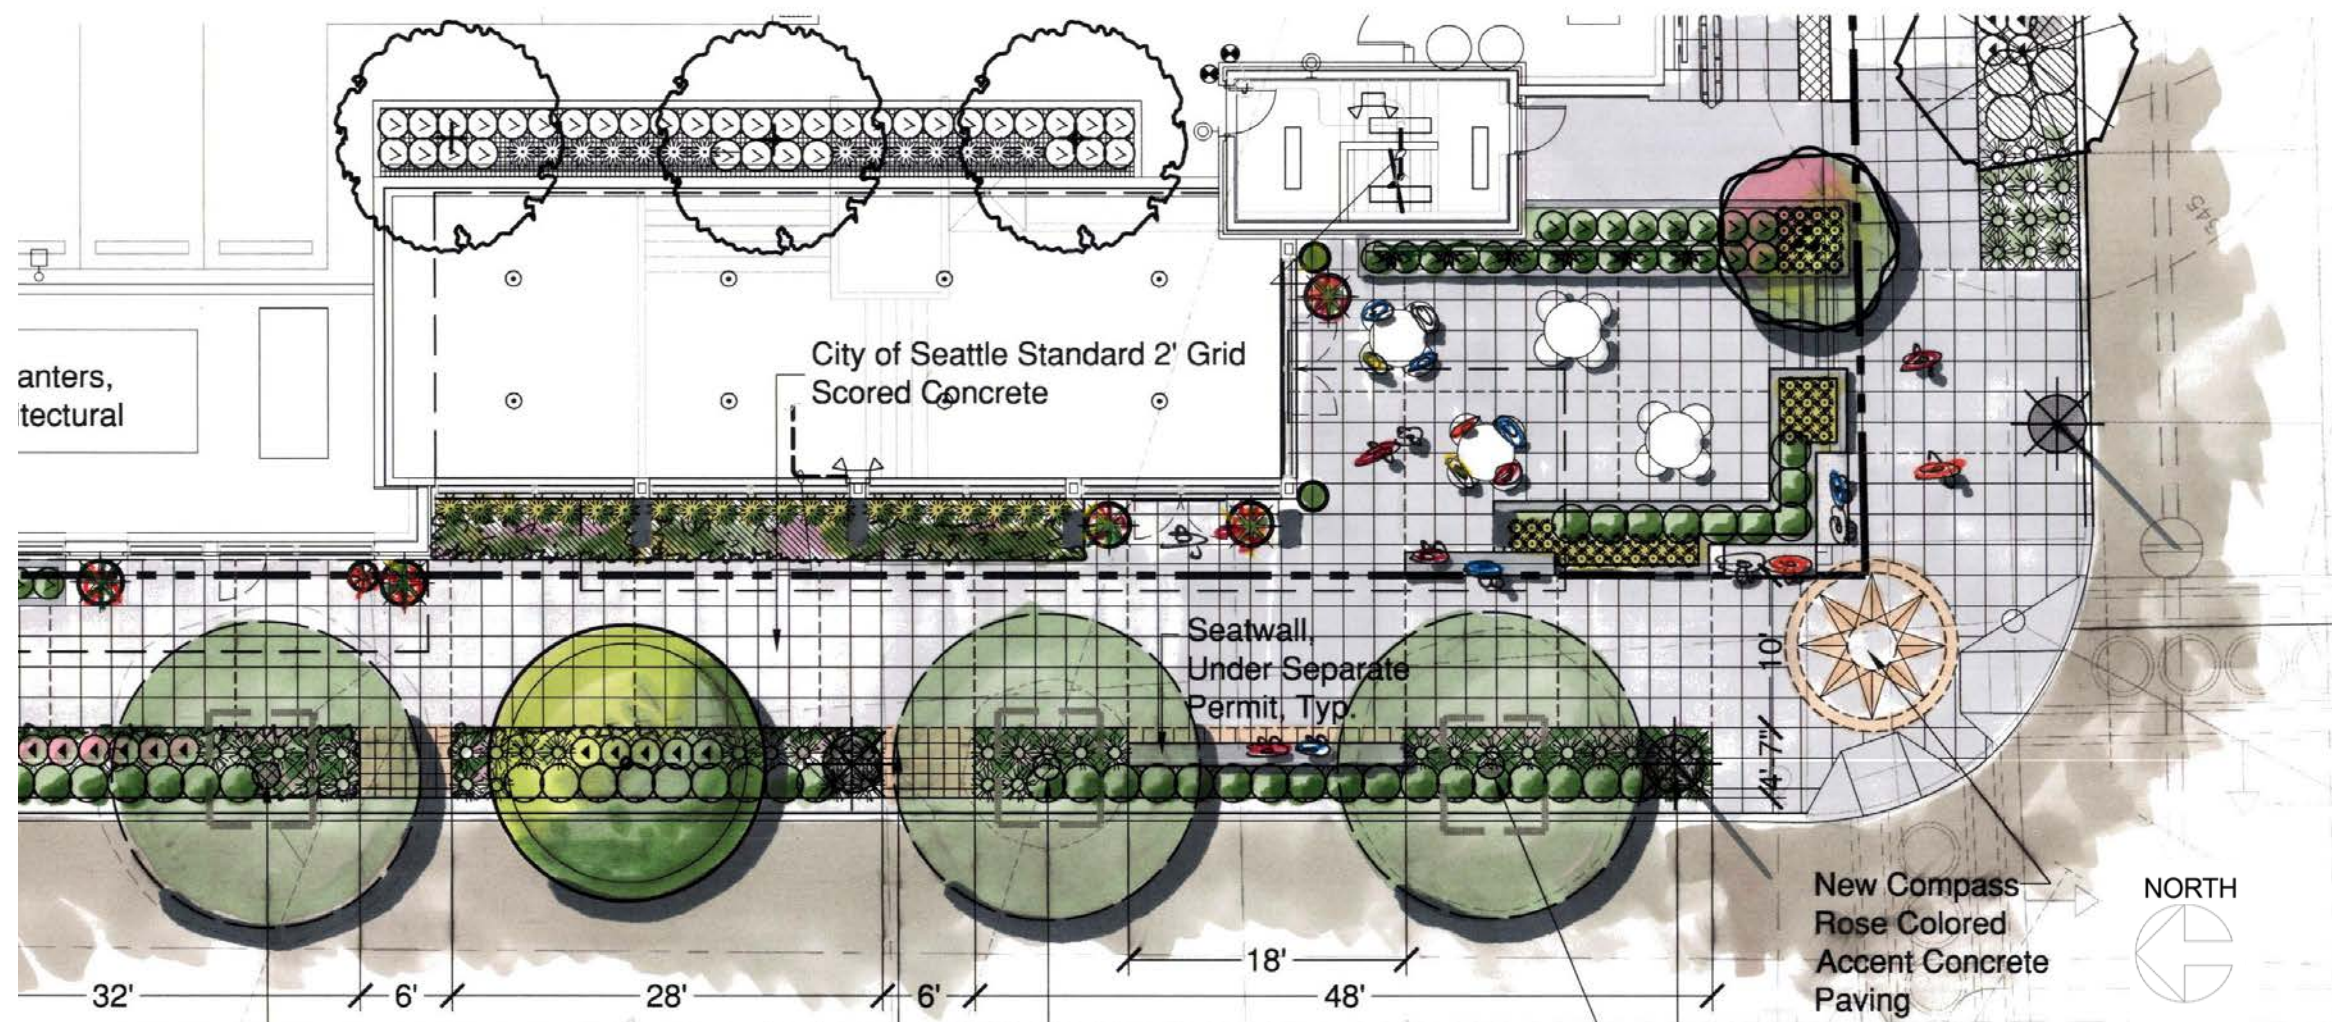 City of Seattle Standard 2' Grid
Scored Concrete
anters,
itectural
Seatwall,
Under Separate
Permit, Typ.
10'
4' 7"
New Compass
Rose Colored
Accent Concrete
Paving
NORTH
18'
32'
6'
28'
6'
48'